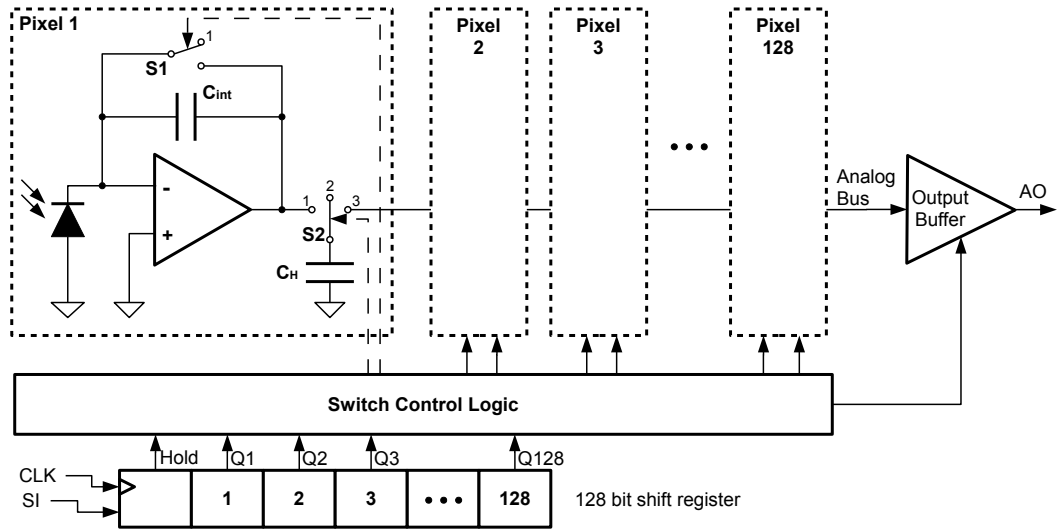 Pixel 1
1
S1
Cint
-
+
1
2
3
S2
CH
Pixel
2
Pixel
3
Pixel
128
Analog
Bus
Output
Buffer
AO
Switch Control Logic
Hold
Q1
Q2
Q3
Q128
CLK
SI
1
2
3
128
128 bit shift register